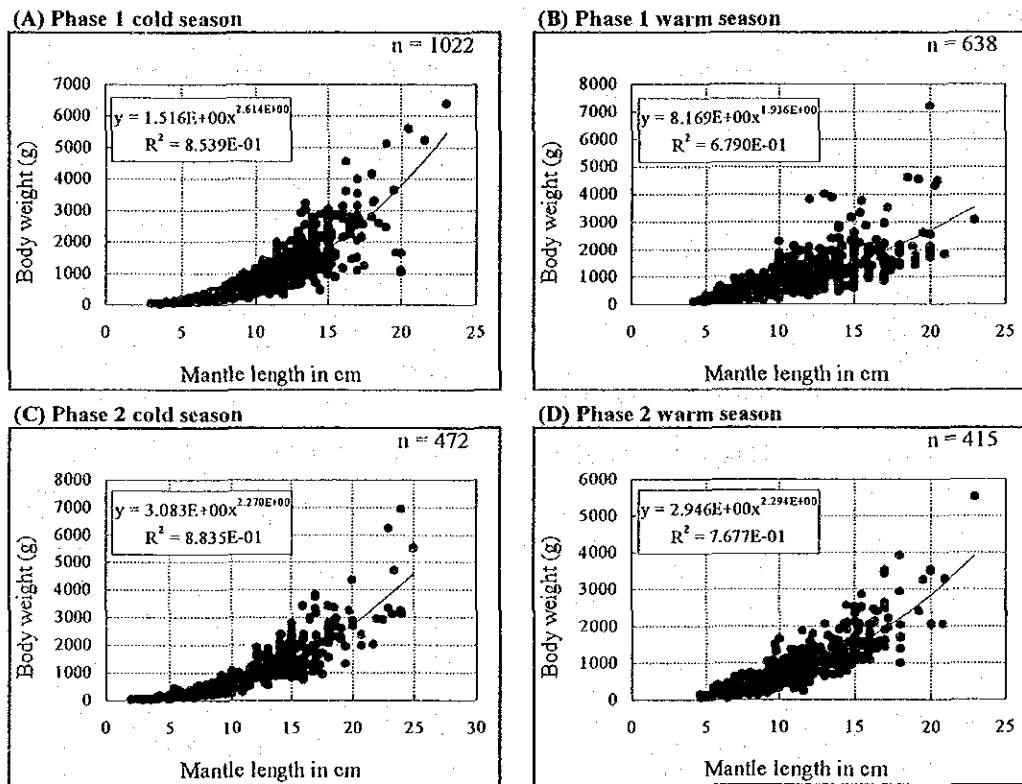 (A) Phase 1 cold season
n = 1022
7000
6000
5000
4000
3000
2000
1000
0
y = 1.516E+00x^2.614E+00
R² = 8.539E-01
Body weight (g)
0 5 10 15 20 25
Mantle length in cm
(B) Phase 1 warm season
n = 638
8000
7000
6000
5000
4000
3000
2000
1000
0
y = 8.169E+00x^1.936E+00
R² = 6.790E-01
Body weight (g)
0 5 10 15 20 25
Mantle length in cm
(C) Phase 2 cold season
n = 472
8000
7000
6000
5000
4000
3000
2000
1000
0
y = 3.083E+00x^2.270E+00
R² = 8.835E-01
Body weight (g)
0 5 10 15 20 25 30
Mantle length in cm
(D) Phase 2 warm season
n = 415
6000
5000
4000
3000
2000
1000
0
y = 2.946E+00x^2.294E+00
R² = 7.677E-01
Body weight (g)
0 5 10 15 20 25
Mantle length in cm